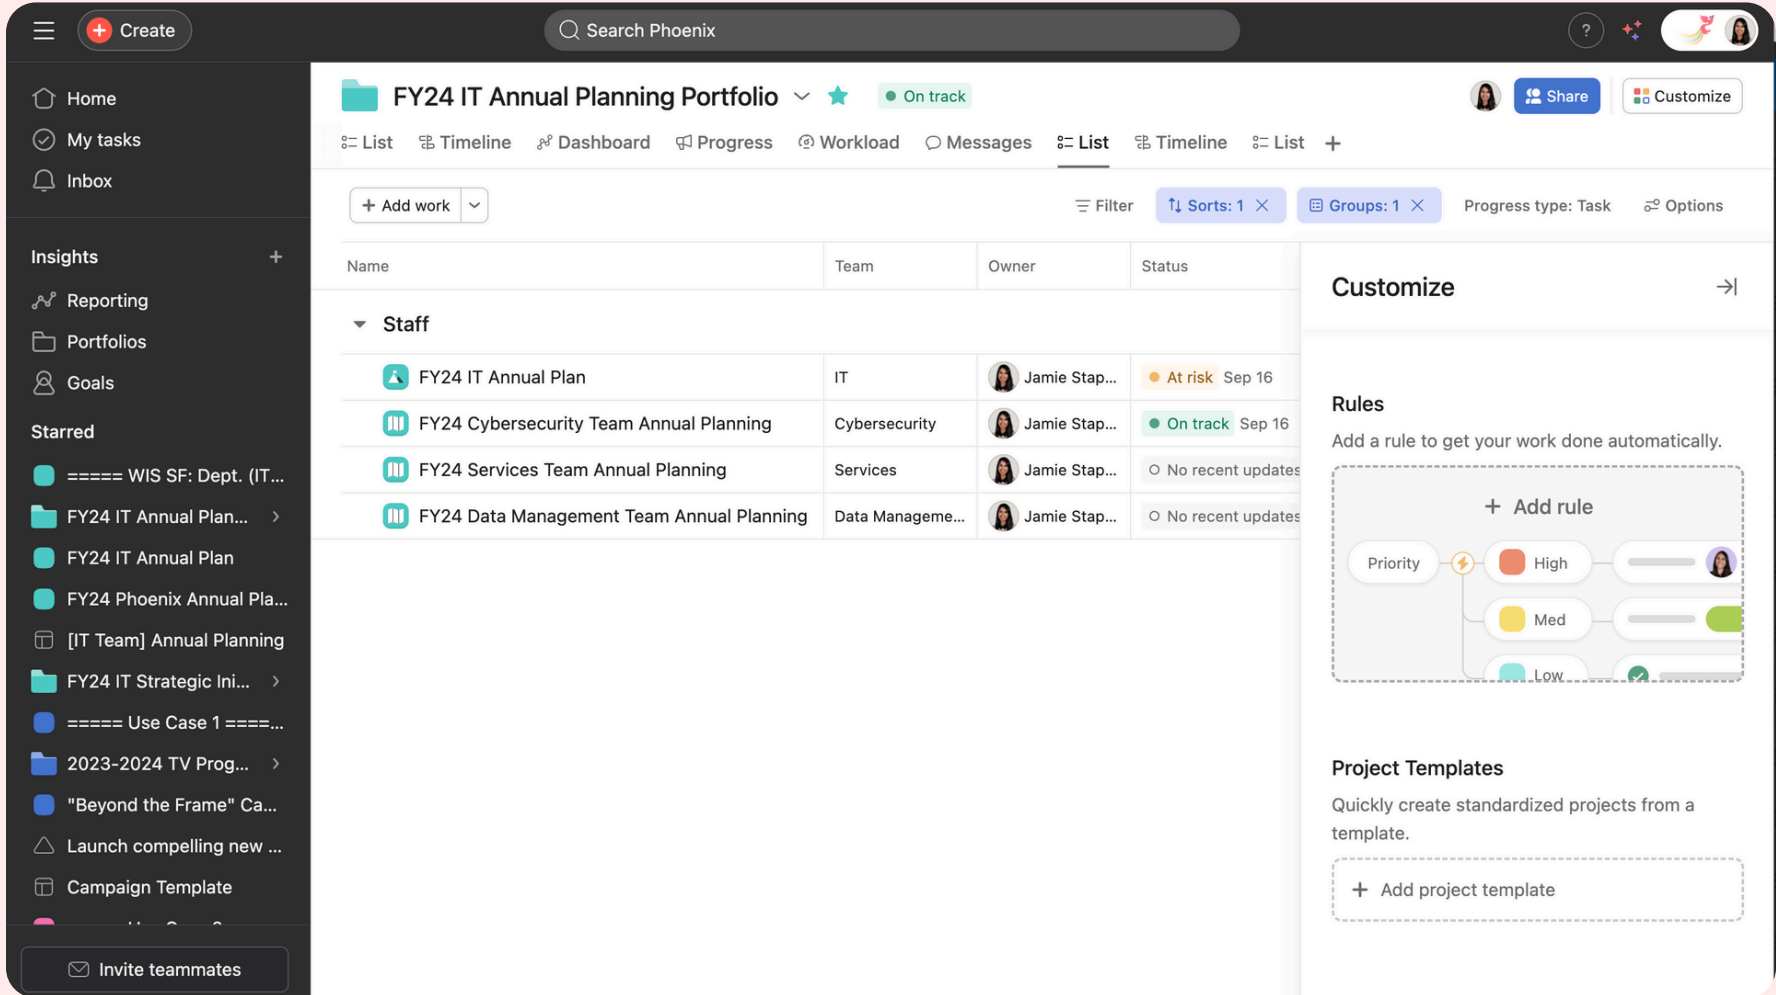 Create
Search Phoenix
?
Home
My tasks
Inbox
Insights
Reporting
Portfolios
Goals
Starred
===== WIS SF: Dept. (IT...
FY24 IT Annual Plan...
FY24 IT Annual Plan
FY24 Phoenix Annual Pla...
[IT Team] Annual Planning
FY24 IT Strategic Ini...
===== Use Case 1 ====...
2023-2024 TV Prog...
"Beyond the Frame" Ca...
Launch compelling new ...
Campaign Template
Invite teammates
FY24 IT Annual Planning Portfolio
On track
Share
Customize
List Timeline Dashboard Progress Workload Messages List Timeline List +
+ Add work
Filter
Sorts: 1
Groups: 1
Progress type: Task
Options
Name Team Owner Status
Staff
FY24 IT Annual Plan IT Jamie Stap... At risk Sep 16
FY24 Cybersecurity Team Annual Planning Cybersecurity Jamie Stap... On track Sep 16
FY24 Services Team Annual Planning Services Jamie Stap... No recent updates
FY24 Data Management Team Annual Planning Data Manageme... Jamie Stap... No recent updates
Customize
Rules
Add a rule to get your work done automatically.
+ Add rule
Priority
High
Med
Low
Project Templates
Quickly create standardized projects from a
template.
+ Add project template